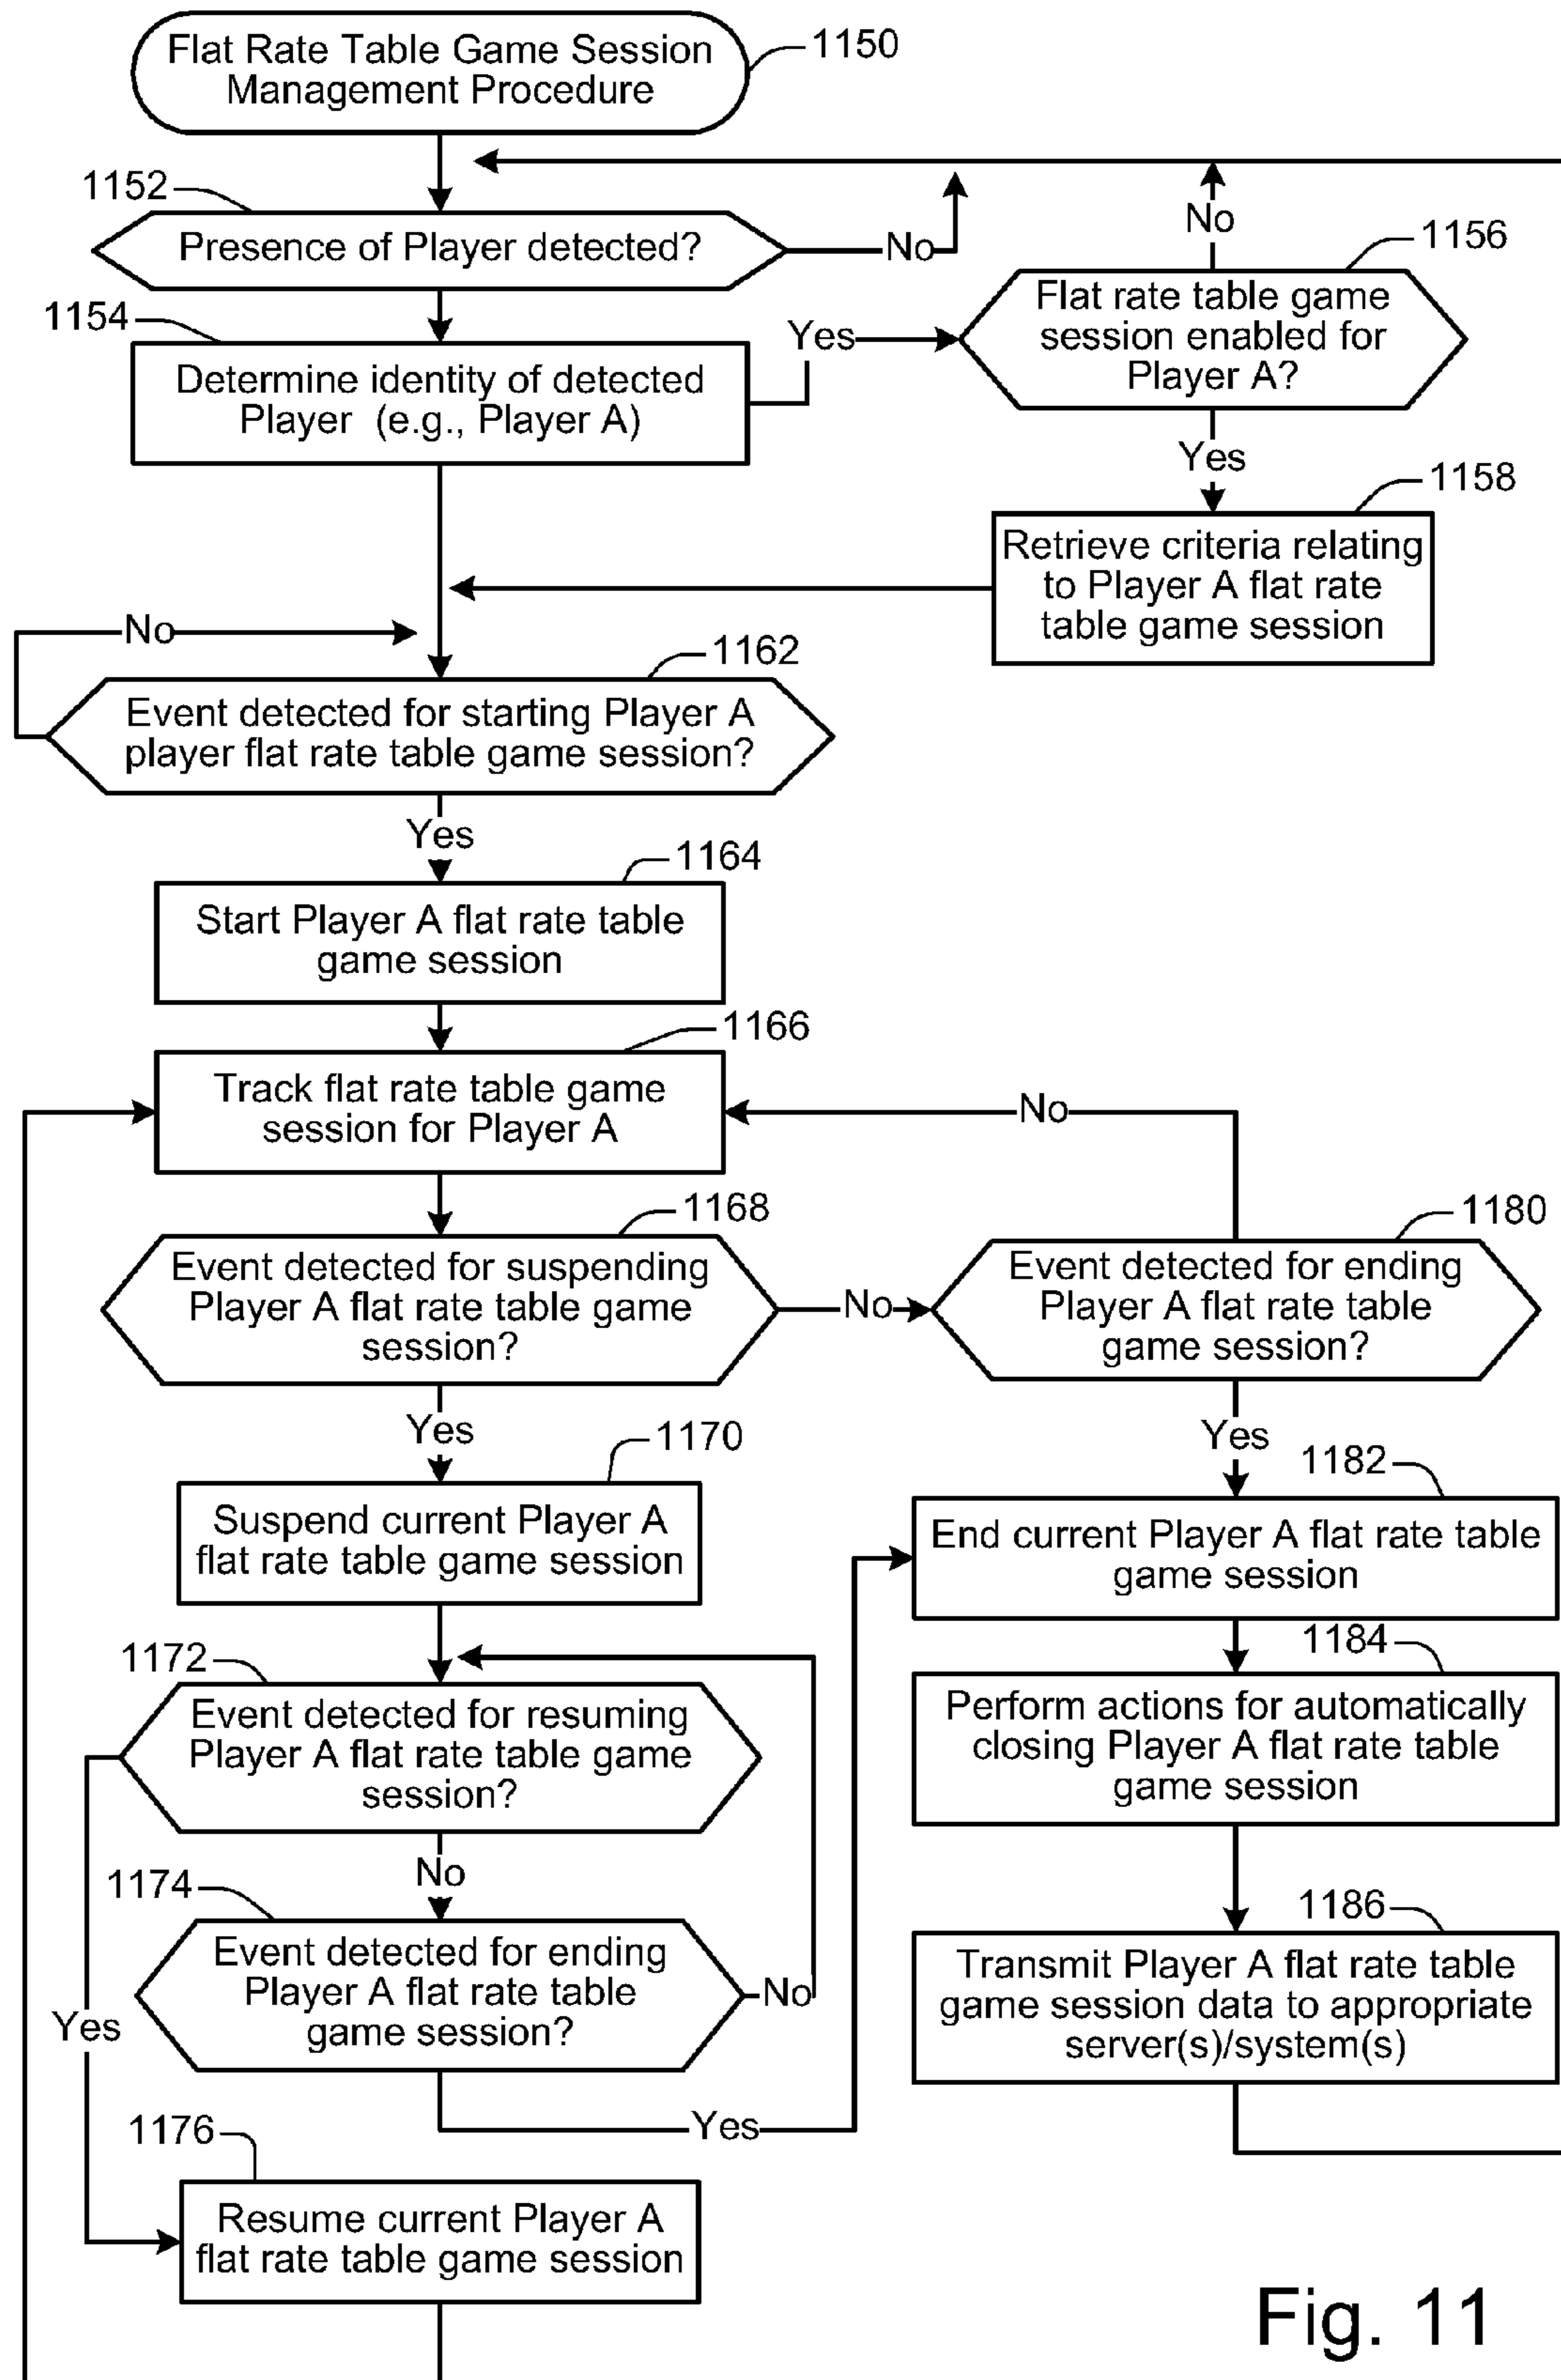 Flat Rate Table Game Session
Management Procedure
1150
1152
Presence of Player detected?
No
No
1156
Flat rate table game
session enabled for
Player A?
1154
Determine identity of detected
Player (e.g., Player A)
Yes
Yes
1158
Retrieve criteria relating
to Player A flat rate
table game session
No
1162
Event detected for starting Player A
player flat rate table game session?
Yes
1164
Start Player A flat rate table
game session
1166
Track flat rate table game
session for Player A
No
1168
Event detected for suspending
Player A flat rate table game
session?
No
1180
Event detected for ending
Player A flat rate table
game session?
Yes
Yes
1170
Suspend current Player A
flat rate table game session
1182
End current Player A flat rate table
game session
1172
Event detected for resuming
Player A flat rate table game
session?
1184
Perform actions for automatically
closing Player A flat rate table
game session
No
1174
Event detected for ending
Player A flat rate table
game session?
No
1186
Transmit Player A flat rate table
game session data to appropriate
server(s)/system(s)
Yes
Yes
1176
Resume current Player A
flat rate table game session
Fig. 11